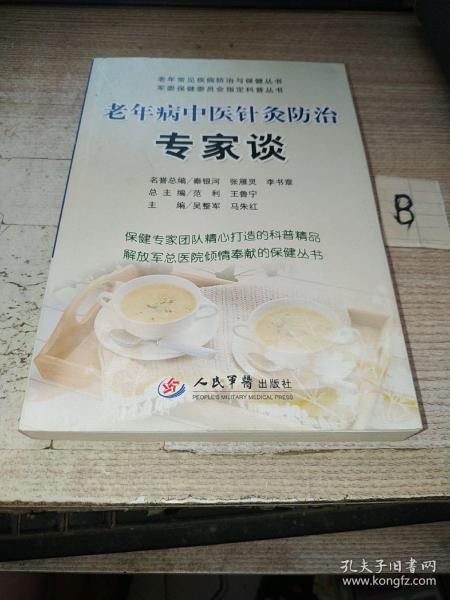 老年常见疾病防治与保健丛书
军委保健委员会指定科普丛书
老年病中医针灸防治
专家谈
名誉总编/秦银河 张雁灵 李书章
总主编/范利 王鲁宁
主编/吴整军 马朱红
保健专家团队精心打造的科普精品
解放军总医院倾情奉献的保健丛书
人民军醫出版社
PEOPLE'S MILITARY MEDICAL PRESS
B
孔夫子旧书网
www.kongfz.com